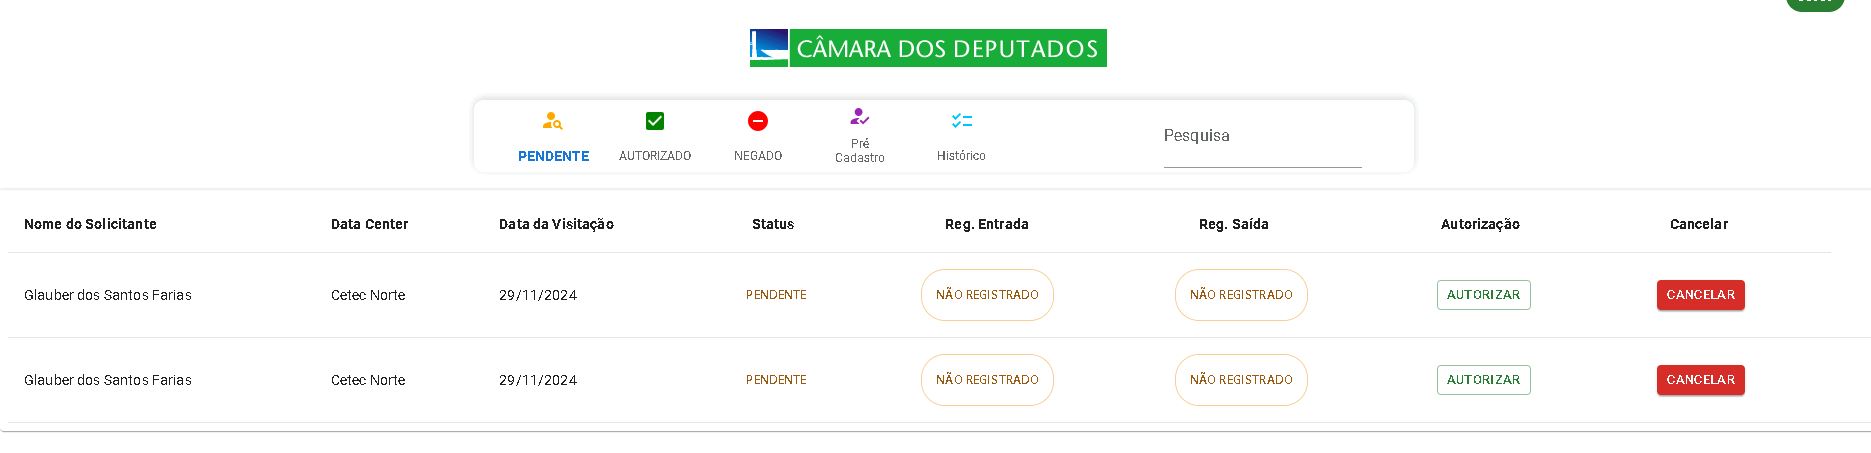 CÂMARA DOS DEPUTADOS
PENDENTE
AUTORIZADO
NEGADO
Pré
Cadastro
Histórico
Pesquisa
Nome do Solicitante Data Center Data da Visitação Status Reg. Entrada Reg. Saída Autorização Cancelar
Glauber dos Santos Farias Cetec Norte 29/11/2024 PENDENTE NÃO REGISTRADO NÃO REGISTRADO AUTORIZAR CANCELAR
Glauber dos Santos Farias Cetec Norte 29/11/2024 PENDENTE NÃO REGISTRADO NÃO REGISTRADO AUTORIZAR CANCELAR